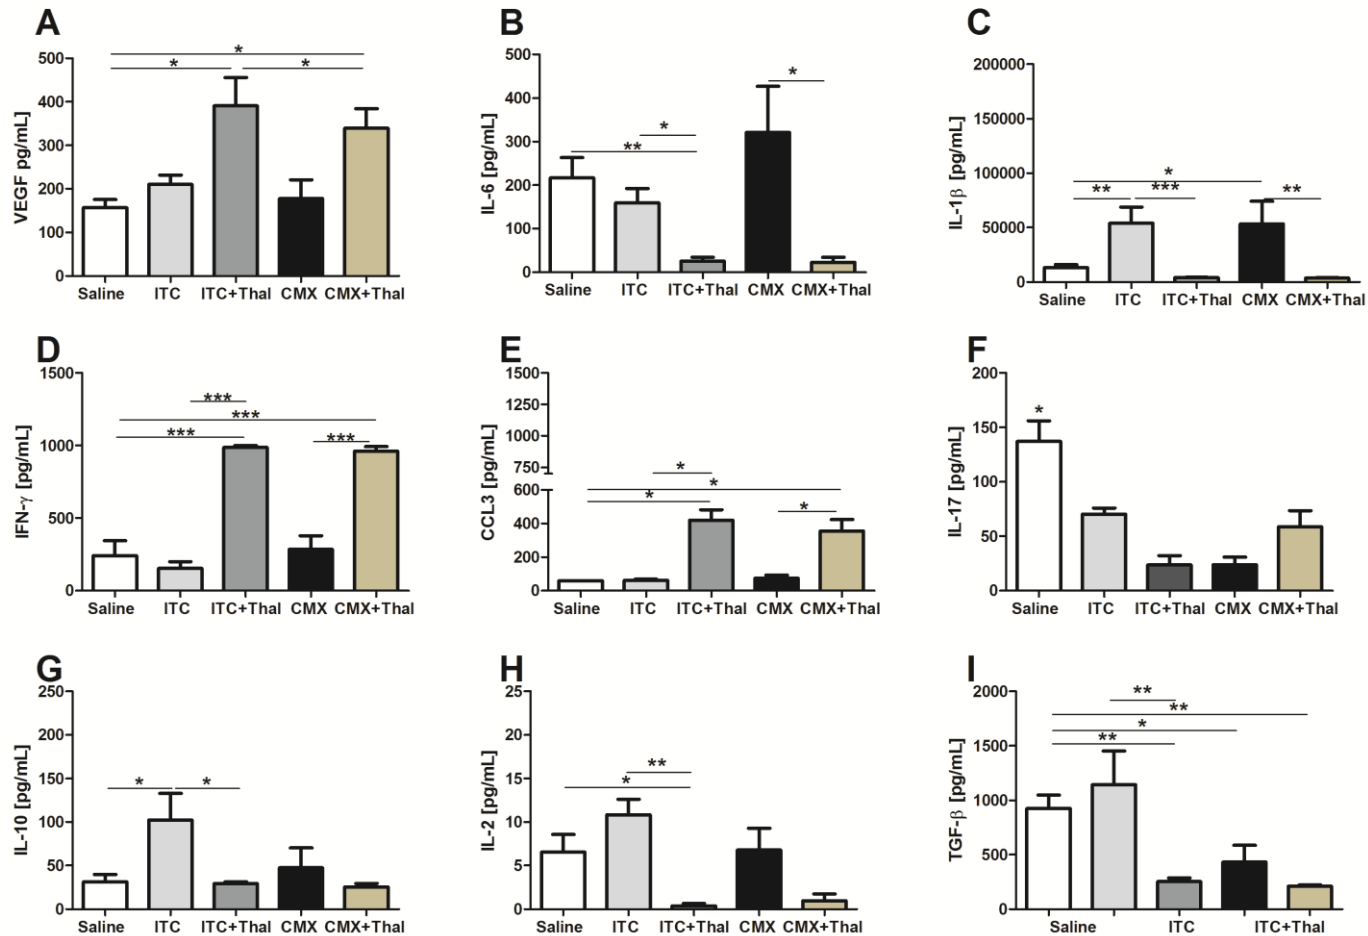 A
VEGF pg/mL]
500
400
300
200
100
0
*
*
*
Saline ITC ITC+Thal CMX CMX+Thal
B
IL-6 [pg/mL]
500
400
300
200
100
0
*
*
**
Saline ITC ITC+Thal CMX CMX+Thal
C
IL-1β [pg/mL]
200000
150000
100000
50000
0
*
** *** **
Saline ITC ITC+Thal CMX CMX+Thal
D
IFN-γ [pg/mL]
1500
1000
500
0
***
***
***
***
Saline ITC ITC+Thal CMX CMX+Thal
E
CCL3 [pg/mL]
1500
1250
1000
750
600
400
200
0
*
*
*
*
Saline ITC ITC+Thal CMX CMX+Thal
F
IL-17 [pg/mL]
200
150
100
50
0
*
Saline ITC ITC+Thal CMX CMX+Thal
G
IL-10 [pg/mL]
250
200
150
100
50
0
* *
Saline ITC ITC+Thal CMX CMX+Thal
H
IL-2 [pg/mL]
25
20
15
10
5
0
**
*
Saline ITC ITC+Thal CMX CMX+Thal
I
TGF-β [pg/mL]
2000
1500
1000
500
0
**
**
*
**
Saline ITC ITC+Thal